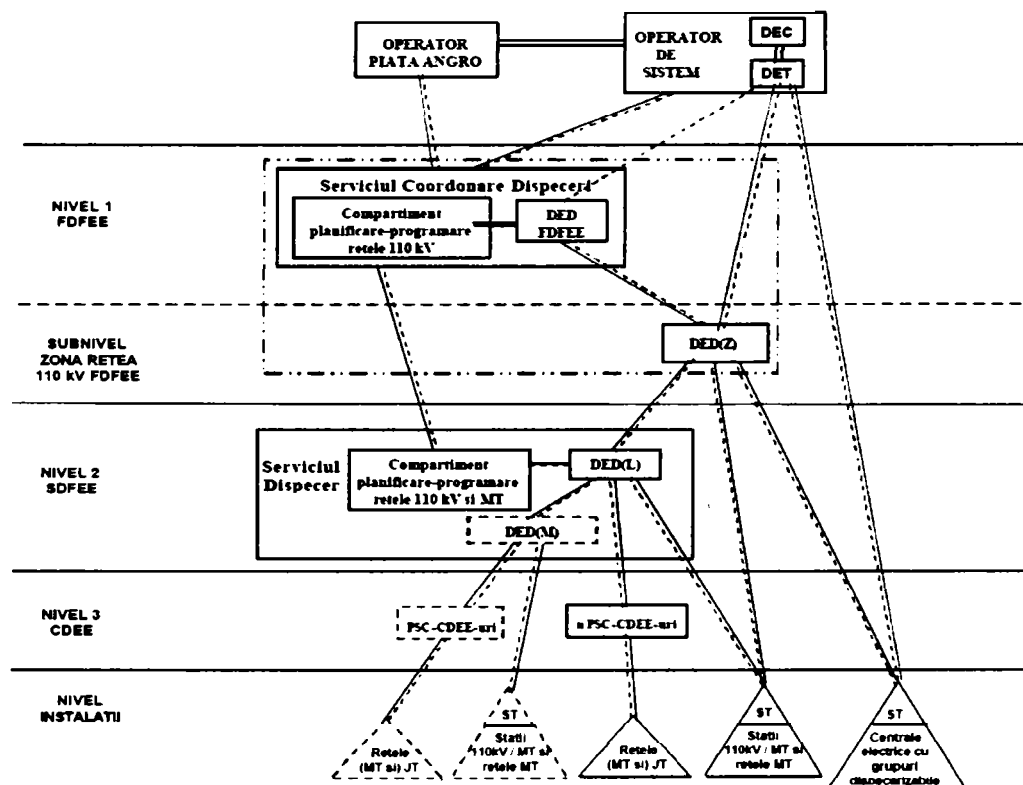 OPERATOR
PIATA ANGRO
OPERATOR
DE
SISTEM
DEC
DET
NIVEL 1
FDFEE
Serviciul Coordonare Dispeceri
Compartiment
planificare-programare
retele 110 kV
DED
FDFEE
SUBNIVEL
ZONA RETEA
110 kV FDFEE
DED(Z)
NIVEL 2
SDFEE
Serviciul
Dispecer
Compartiment
planificare-programare
retele 110 kV si MT
DED(L)
DED(M)
NIVEL 3
CDEE
PSC-CDEE-uri
n PSC-CDEE-uri
NIVEL
INSTALATII
Retele
(MT si) JT
ST
Statii
110kV / MT si
retele MT
Retele
(MT si) JT
ST
Statii
110kV / MT si
retele MT
ST
Centrale
electrice cu
grupuri
dispecerizabile